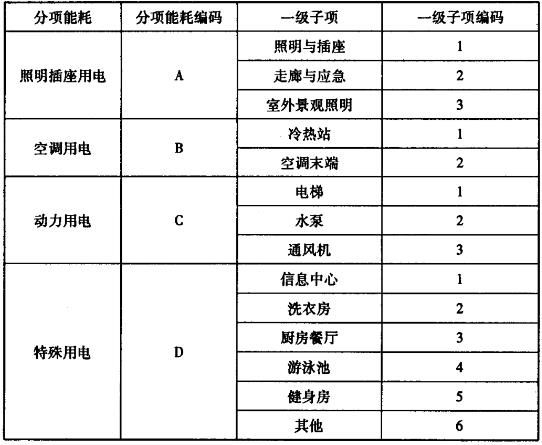 分项能耗 分项能耗编码 一级子项 一级子项编码
照明插座用电 A 照明与插座 1
走廊与应急 2
室外景观照明 3
空调用电 B 冷热站 1
空调末端 2
动力用电 C 电梯 1
水泵 2
通风机 3
特殊用电 D 信息中心 1
洗衣房 2
厨房餐厅 3
游泳池 4
健身房 5
其他 6